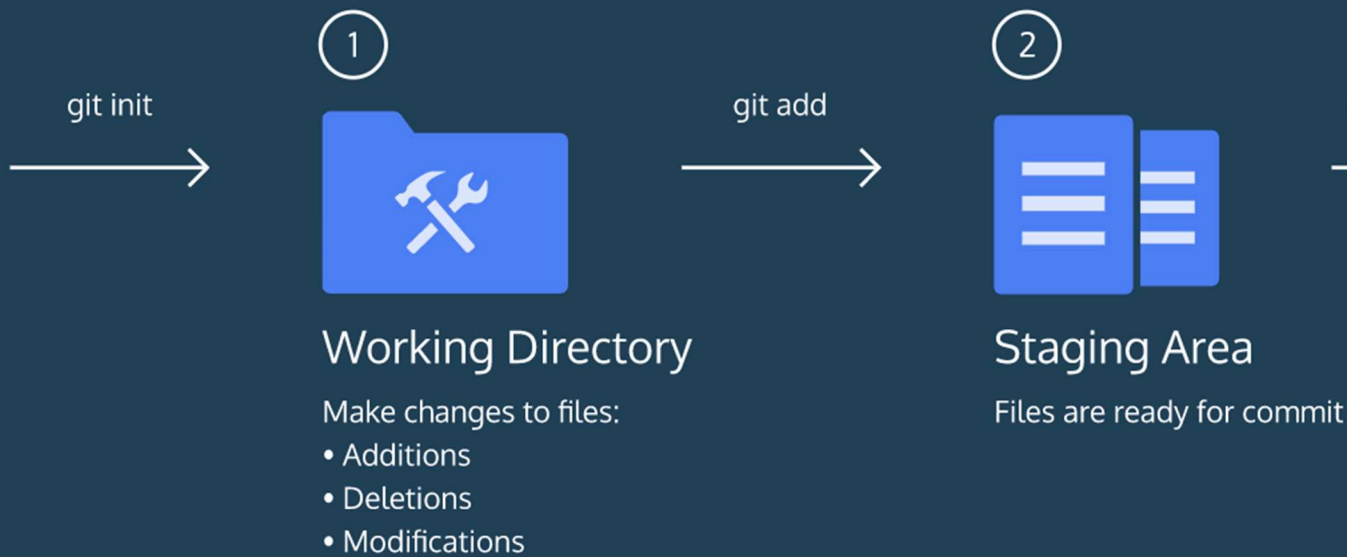 1
2
git init
git add
Working Directory
Staging Area
Make changes to files:
• Additions
• Deletions
• Modifications
Files are ready for commit